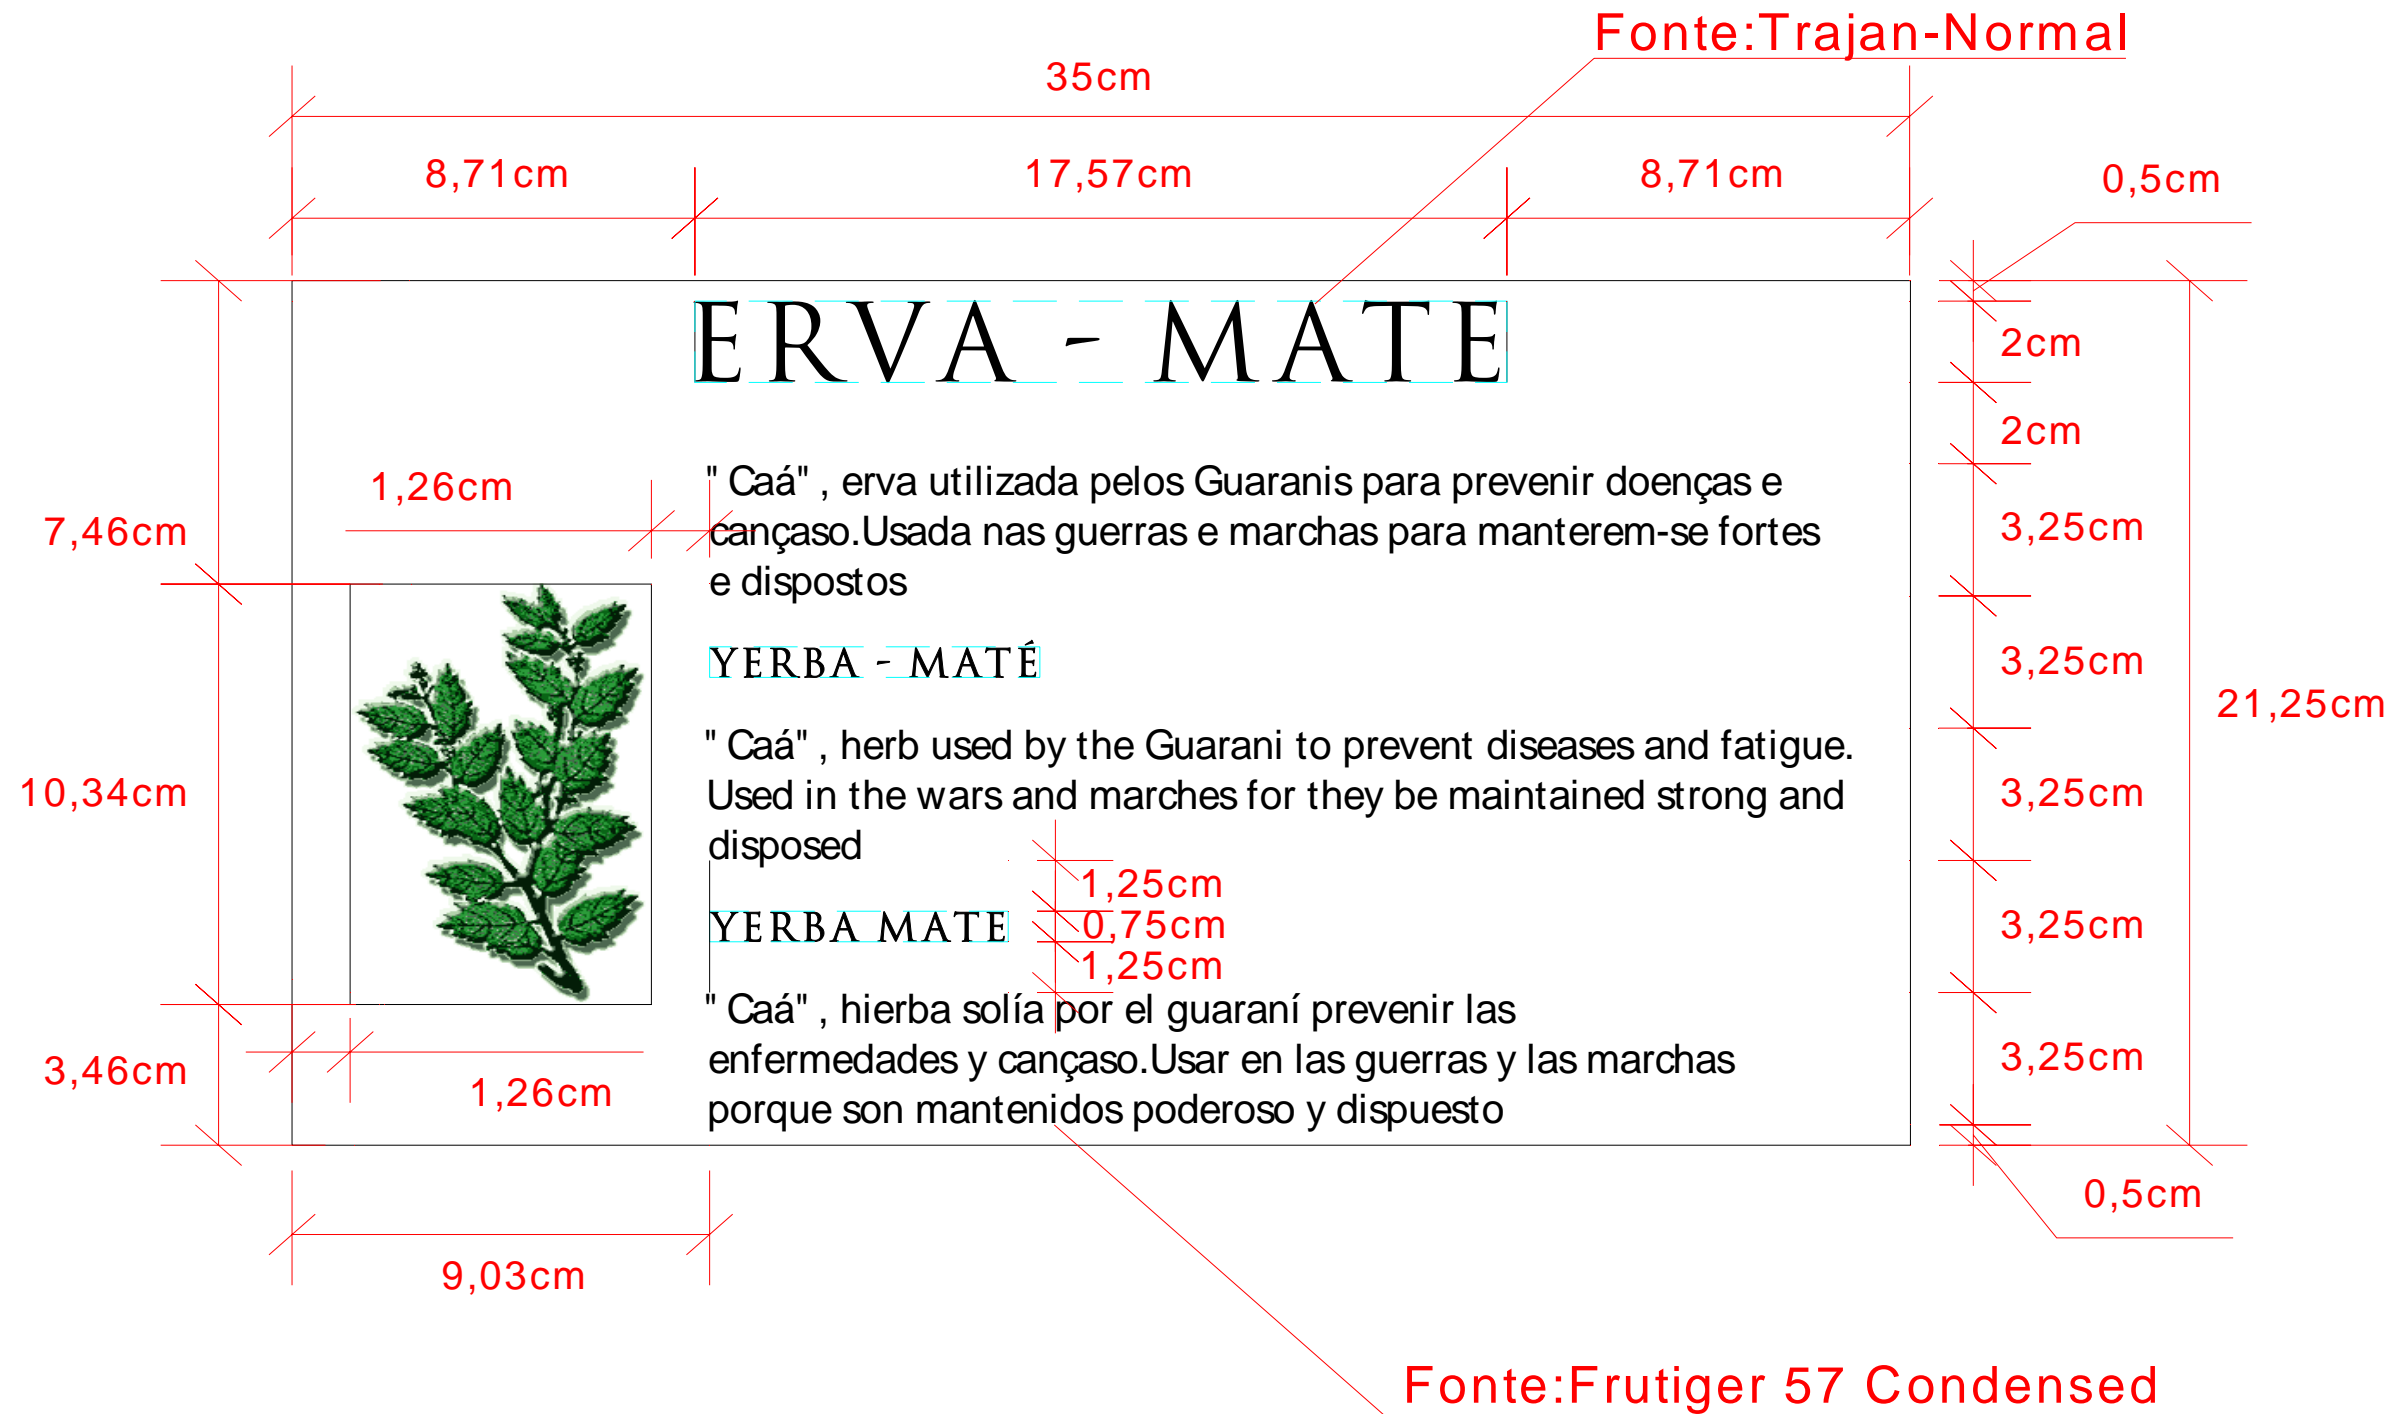 Fonte:Trajan-Normal
35cm
8,71cm
17,57cm
8,71cm
0,5cm
ERVA - MATE
2cm
2cm
1,26cm
7,46cm
" Caá" , erva utilizada pelos Guaranis para prevenir doenças e
cançaso.Usada nas guerras e marchas para manterem-se fortes
e dispostos
3,25cm
YERBA - MATÉ
3,25cm
21,25cm
" Caá" , herb used by the Guarani to prevent diseases and fatigue.
Used in the wars and marches for they be maintained strong and
disposed
10,34cm
3,25cm
1,25cm
YERBA MATE
0,75cm
3,25cm
1,25cm
" Caá" , hierba solía por el guaraní prevenir las
enfermedades y cançaso.Usar en las guerras y las marchas
porque son mantenidos poderoso y dispuesto
3,25cm
3,46cm
1,26cm
0,5cm
9,03cm
Fonte:Frutiger 57 Condensed